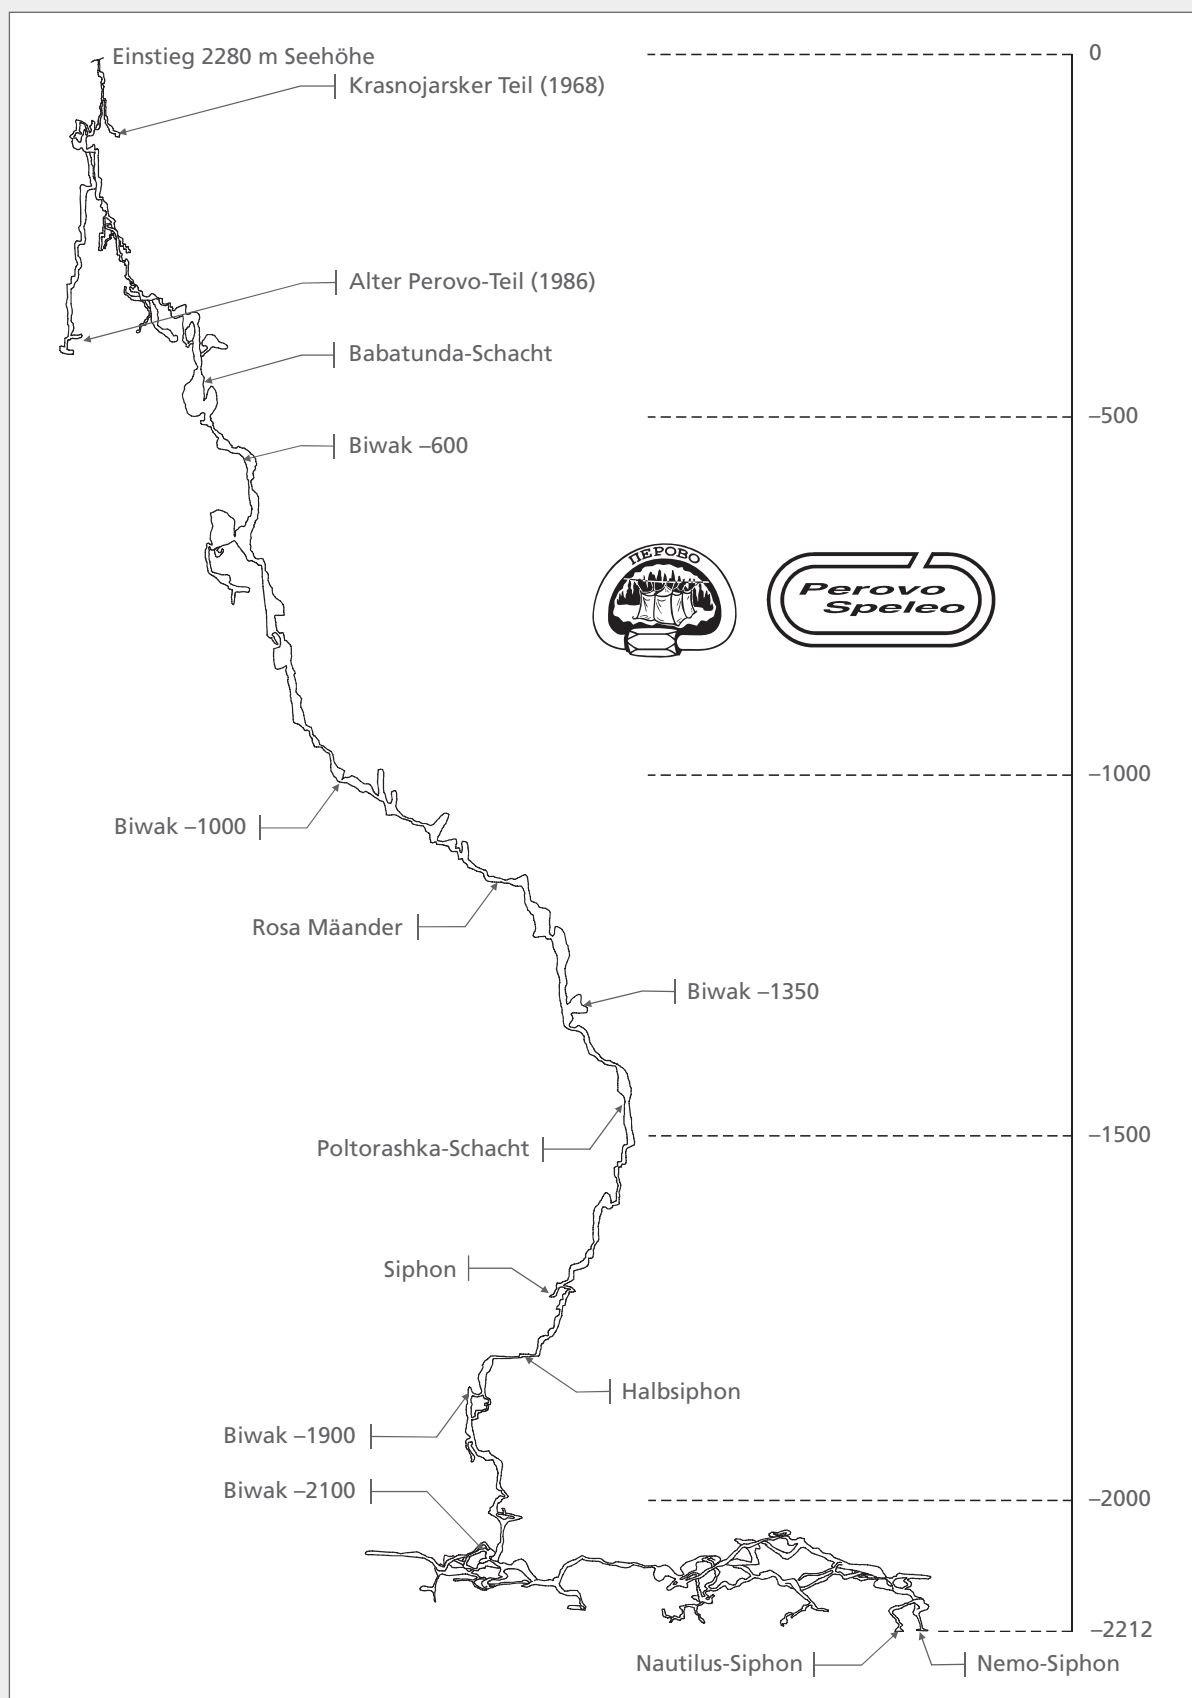 Einstieg 2280 m Seehöhe
0
Krasnojarsker Teil (1968)
Alter Perovo-Teil (1986)
Babatunda-Schacht
–500
Biwak –600
ПЕРОВО
Perovo
Speleo
–1000
Biwak –1000
Rosa Mäander
Biwak –1350
–1500
Poltorashka-Schacht
Siphon
Halbsiphon
Biwak –1900
Biwak –2100
–2000
–2212
Nautilus-Siphon
Nemo-Siphon